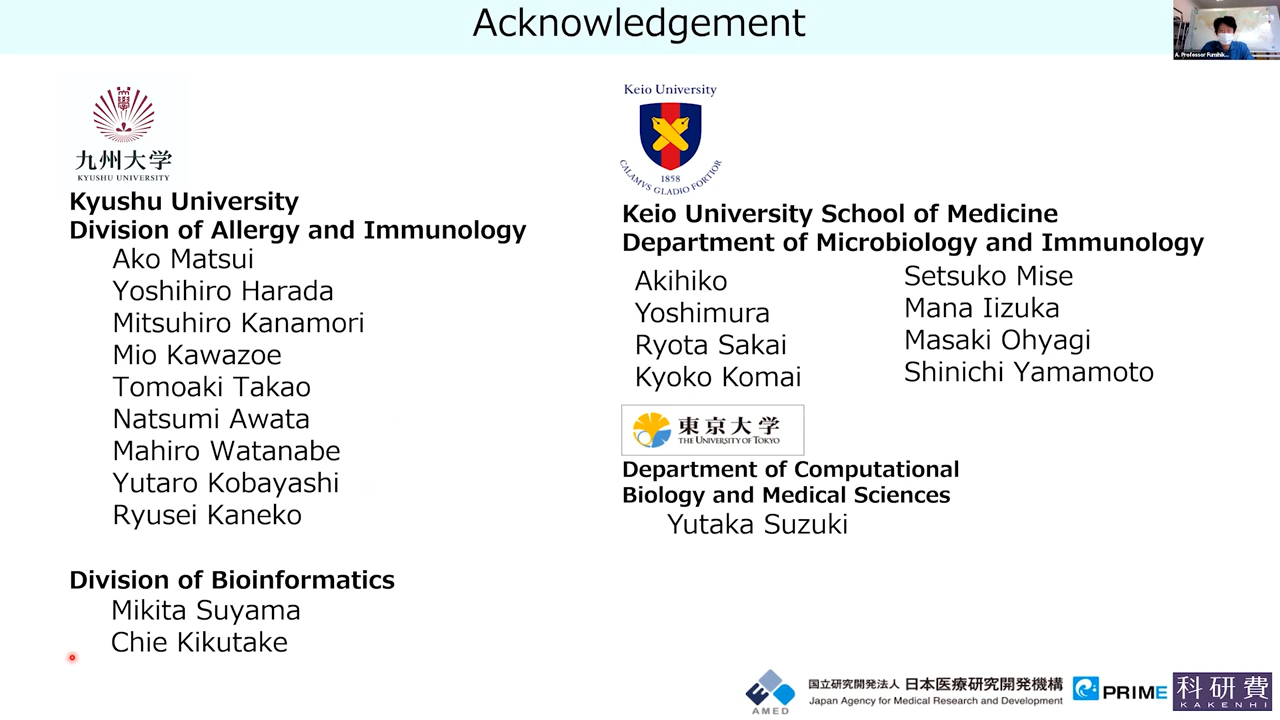 Acknowledgement
A. Professor Fumihik...
九州大学
KYUSHU UNIVERSITY
Kyushu University
Division of Allergy and Immunology
Ako Matsui
Yoshihiro Harada
Mitsuhiro Kanamori
Mio Kawazoe
Tomoaki Takao
Natsumi Awata
Mahiro Watanabe
Yutaro Kobayashi
Ryusei Kaneko
Division of Bioinformatics
Mikita Suyama
Chie Kikutake
Keio University
1858
CALAMVS GLADIO FORTIOR
Keio University School of Medicine
Department of Microbiology and Immunology
Akihiko
Yoshimura
Ryota Sakai
Kyoko Komai
Setsuko Mise
Mana Iizuka
Masaki Ohyagi
Shinichi Yamamoto
東京大学
THE UNIVERSITY OF TOKYO
Department of Computational
Biology and Medical Sciences
Yutaka Suzuki
AMED
国立研究開発法人 日本医療研究開発機構
Japan Agency for Medical Research and Development
PRIME
科研費
KAKENHI